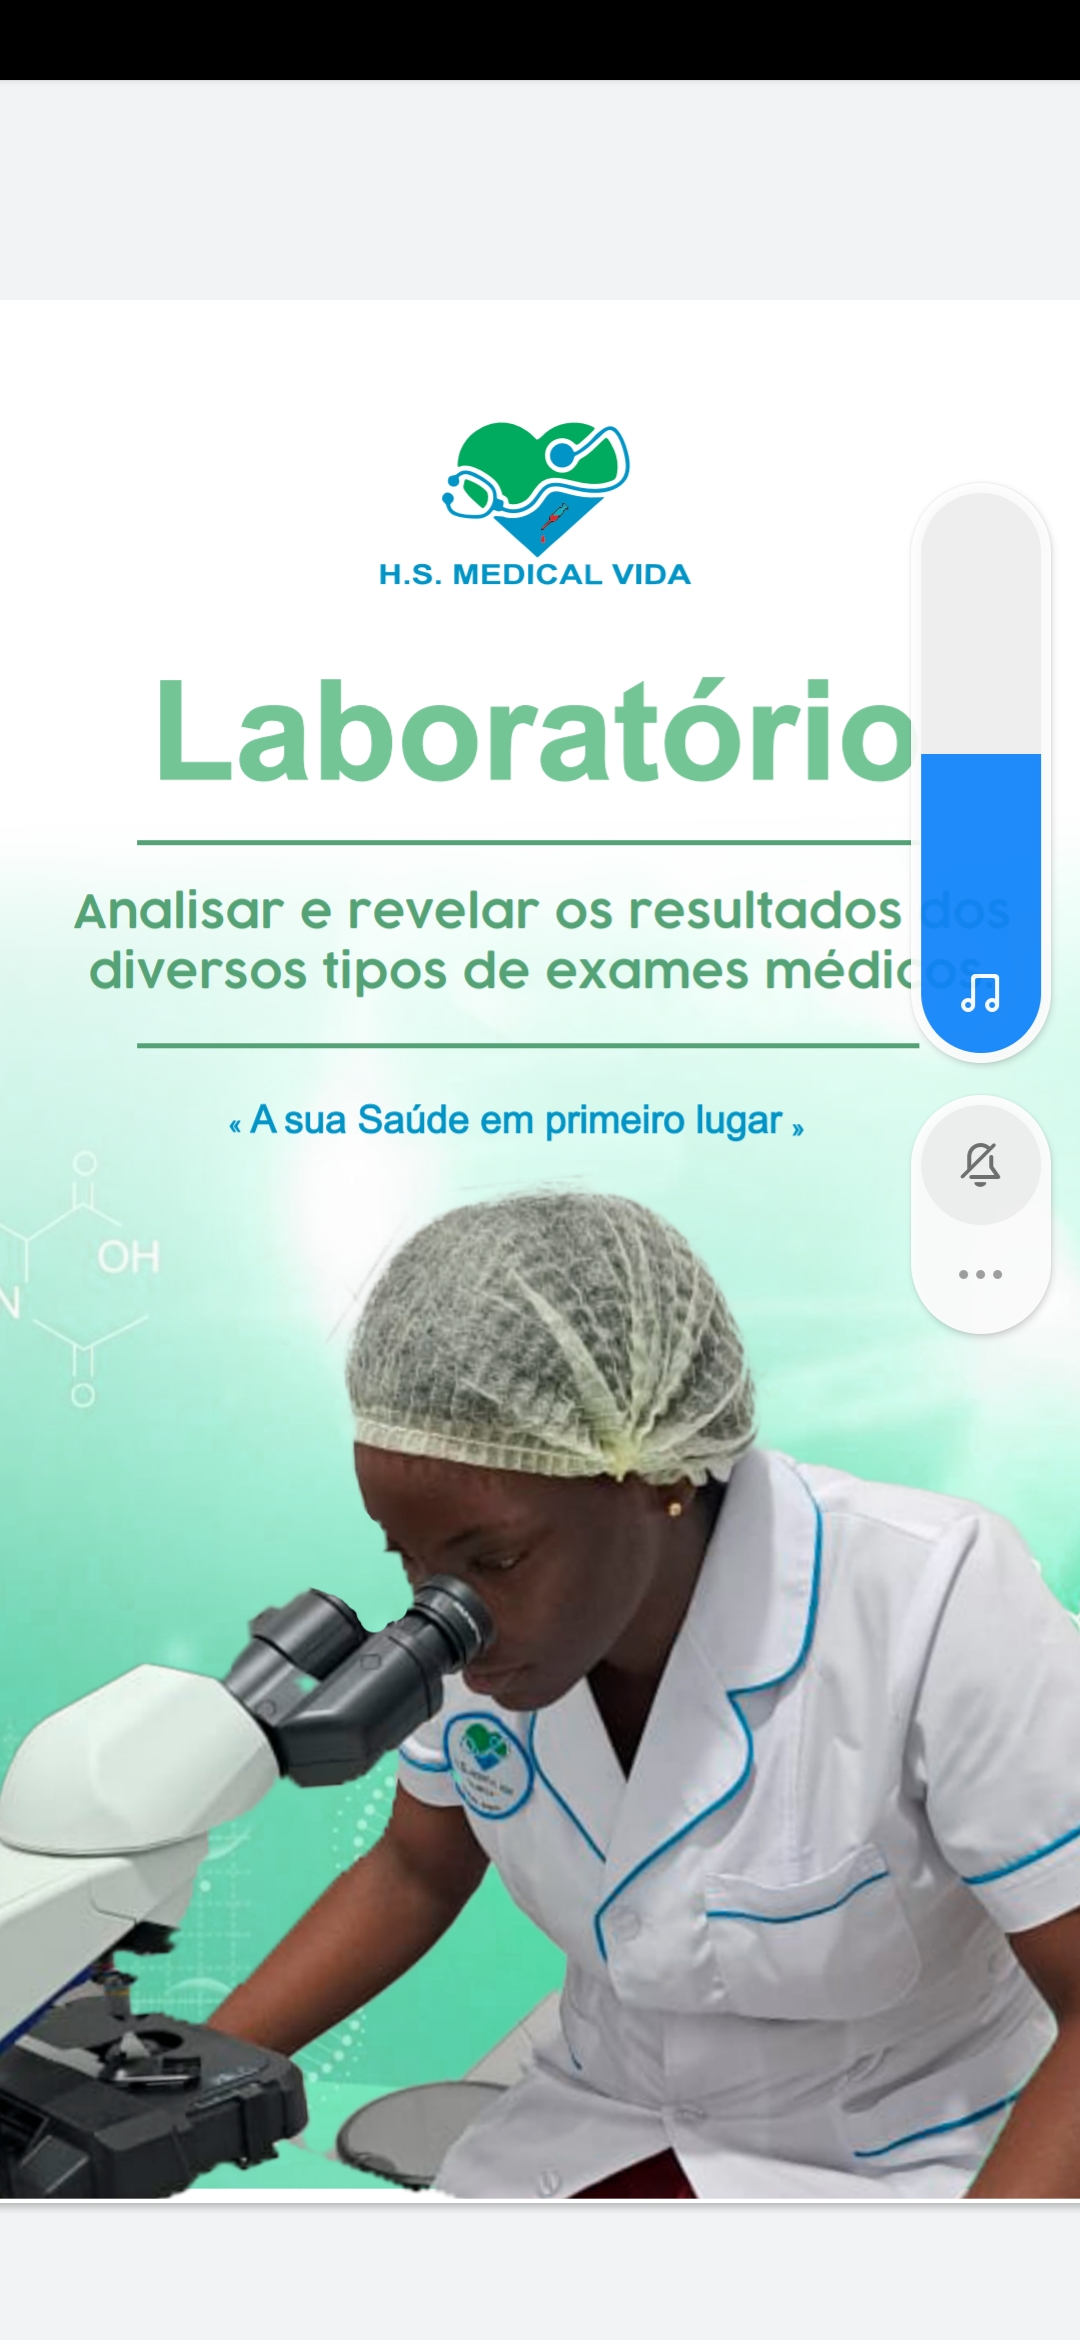 H.S. MEDICAL VIDA
Laboratório
Analisar e revelar os resultados dos
diversos tipos de exames médicos.
« A sua Saúde em primeiro lugar »
O
OH
N
O